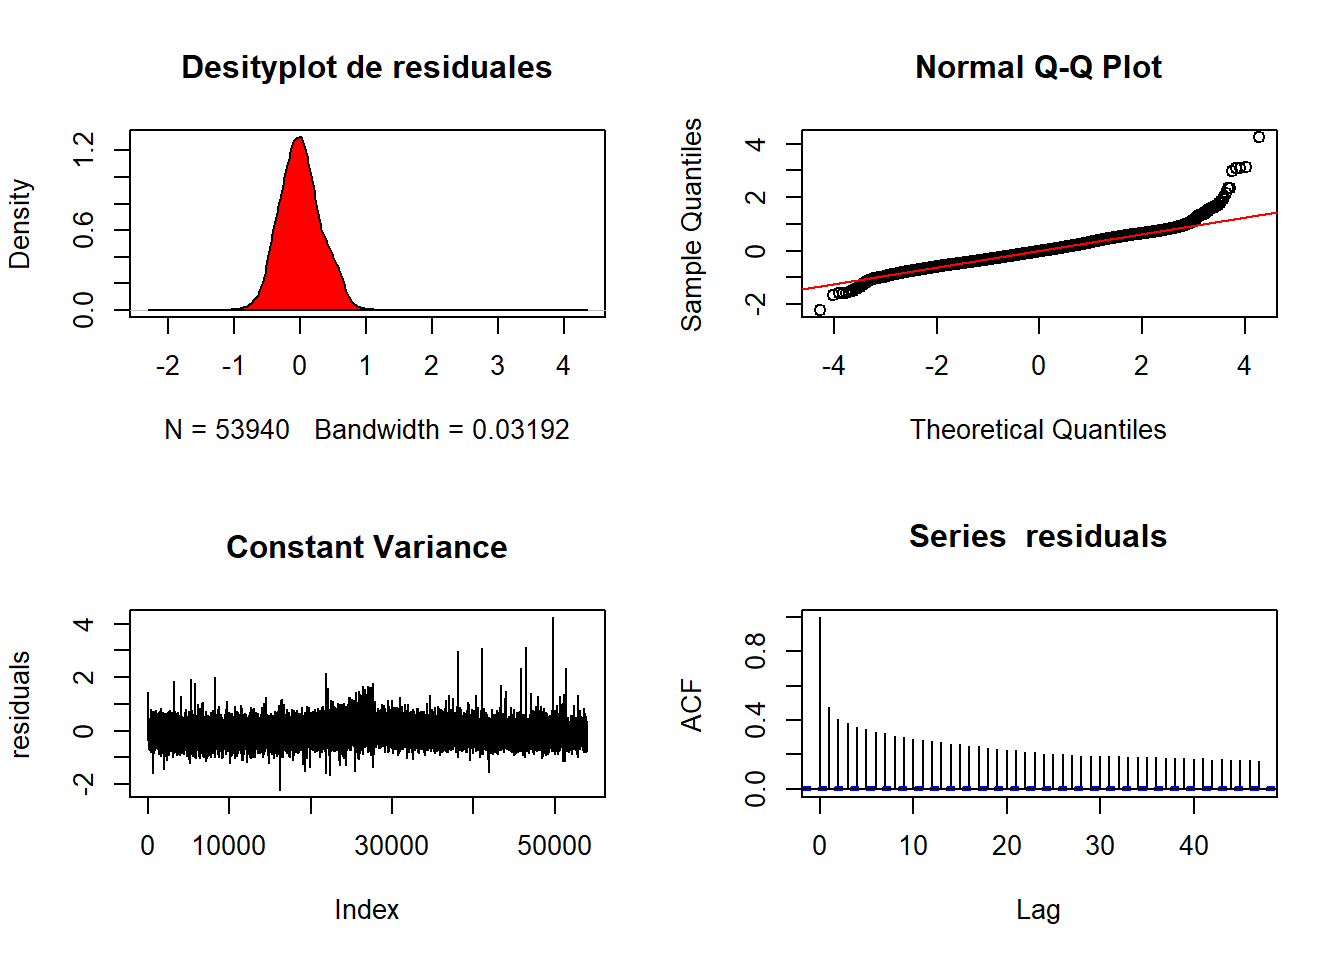 Desityplot de residuales
Density
0.0 0.6 1.2
-2 -1 0 1 2 3 4
N = 53940   Bandwidth = 0.03192
Normal Q-Q Plot
Sample Quantiles
-2 0 2 4
-4 -2 0 2 4
Theoretical Quantiles
Constant Variance
residuals
-2 0 2 4
0 10000 30000 50000
Index
Series  residuals
ACF
0.0 0.4 0.8
0 10 20 30 40
Lag